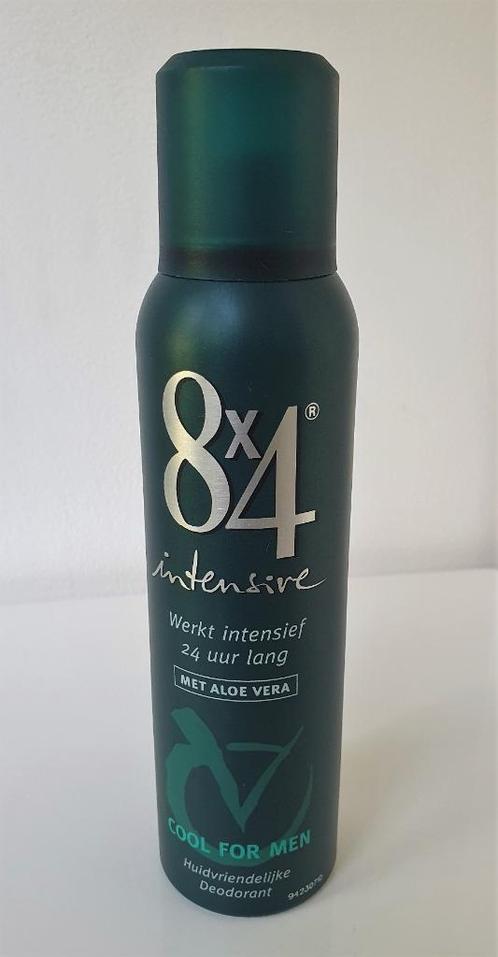 8x4®
intensive
Werkt intensief
24 uur lang
MET ALOE VERA
COOL FOR MEN
Huidvriendelijke
Deodorant